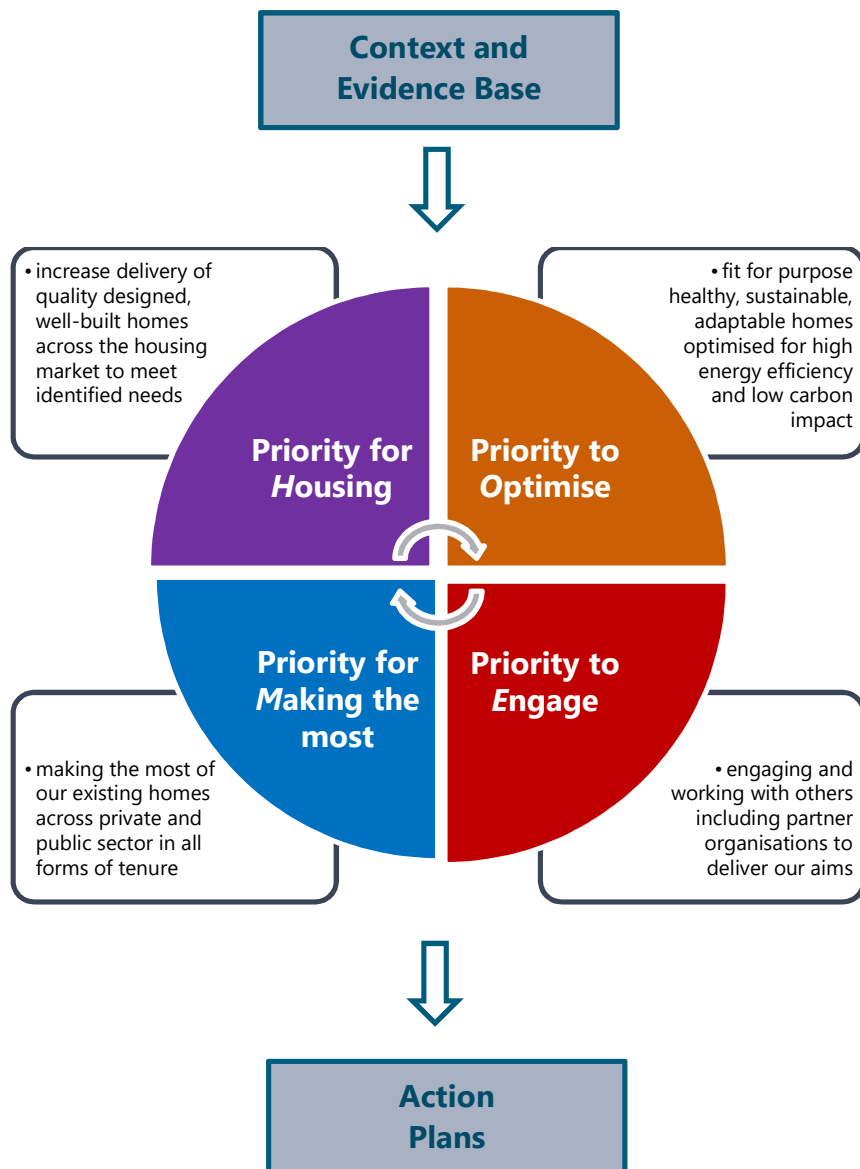 Context and
Evidence Base
• increase delivery of
quality designed,
well-built homes
across the housing
market to meet
identified needs
• fit for purpose
healthy, sustainable,
adaptable homes
optimised for high
energy efficiency
and low carbon
impact
Priority for
Housing
Priority to
Optimise
Priority for
Making the
most
Priority to
Engage
• making the most of
our existing homes
across private and
public sector in all
forms of tenure
• engaging and
working with others
including partner
organisations to
deliver our aims
Action
Plans